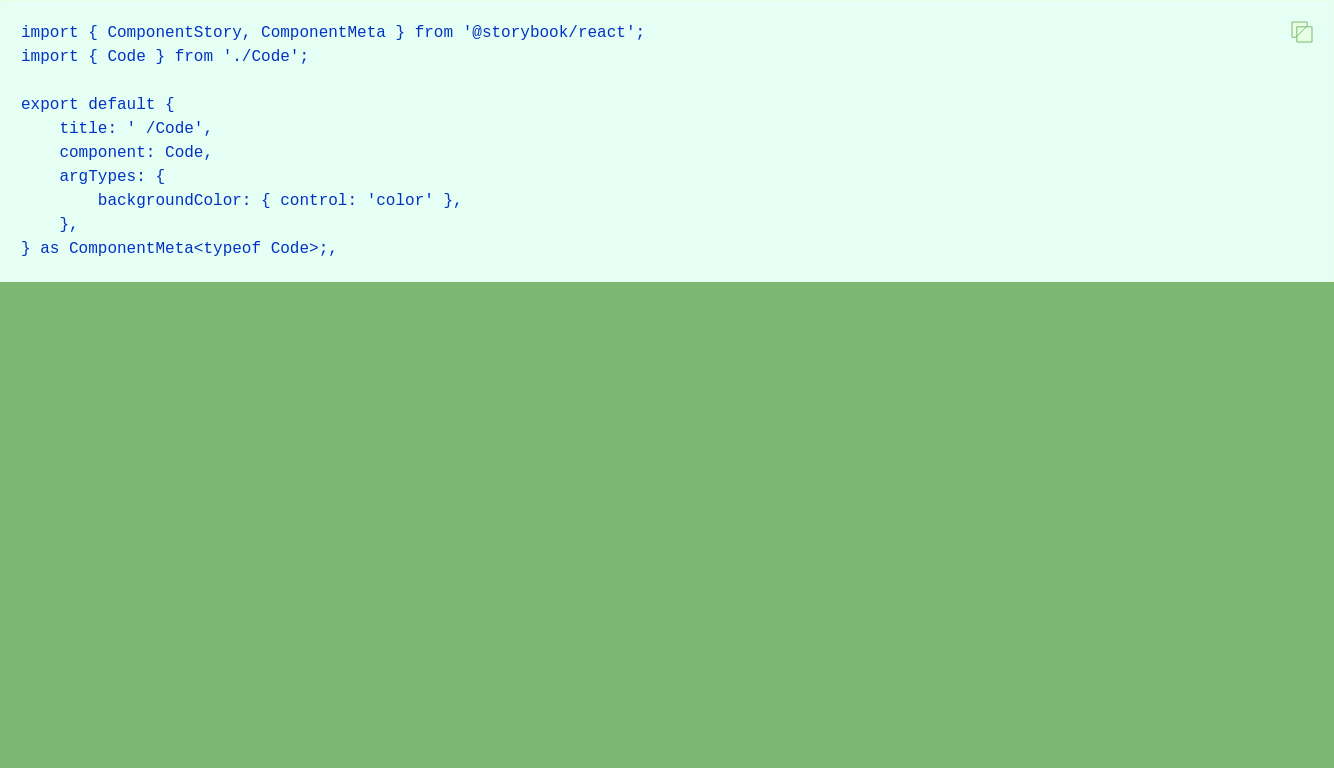 import { ComponentStory, ComponentMeta } from '@storybook/react';
import { Code } from './Code';

export default {
    title: ' /Code',
    component: Code,
    argTypes: {
        backgroundColor: { control: 'color' },
    },
} as ComponentMeta<typeof Code>;,